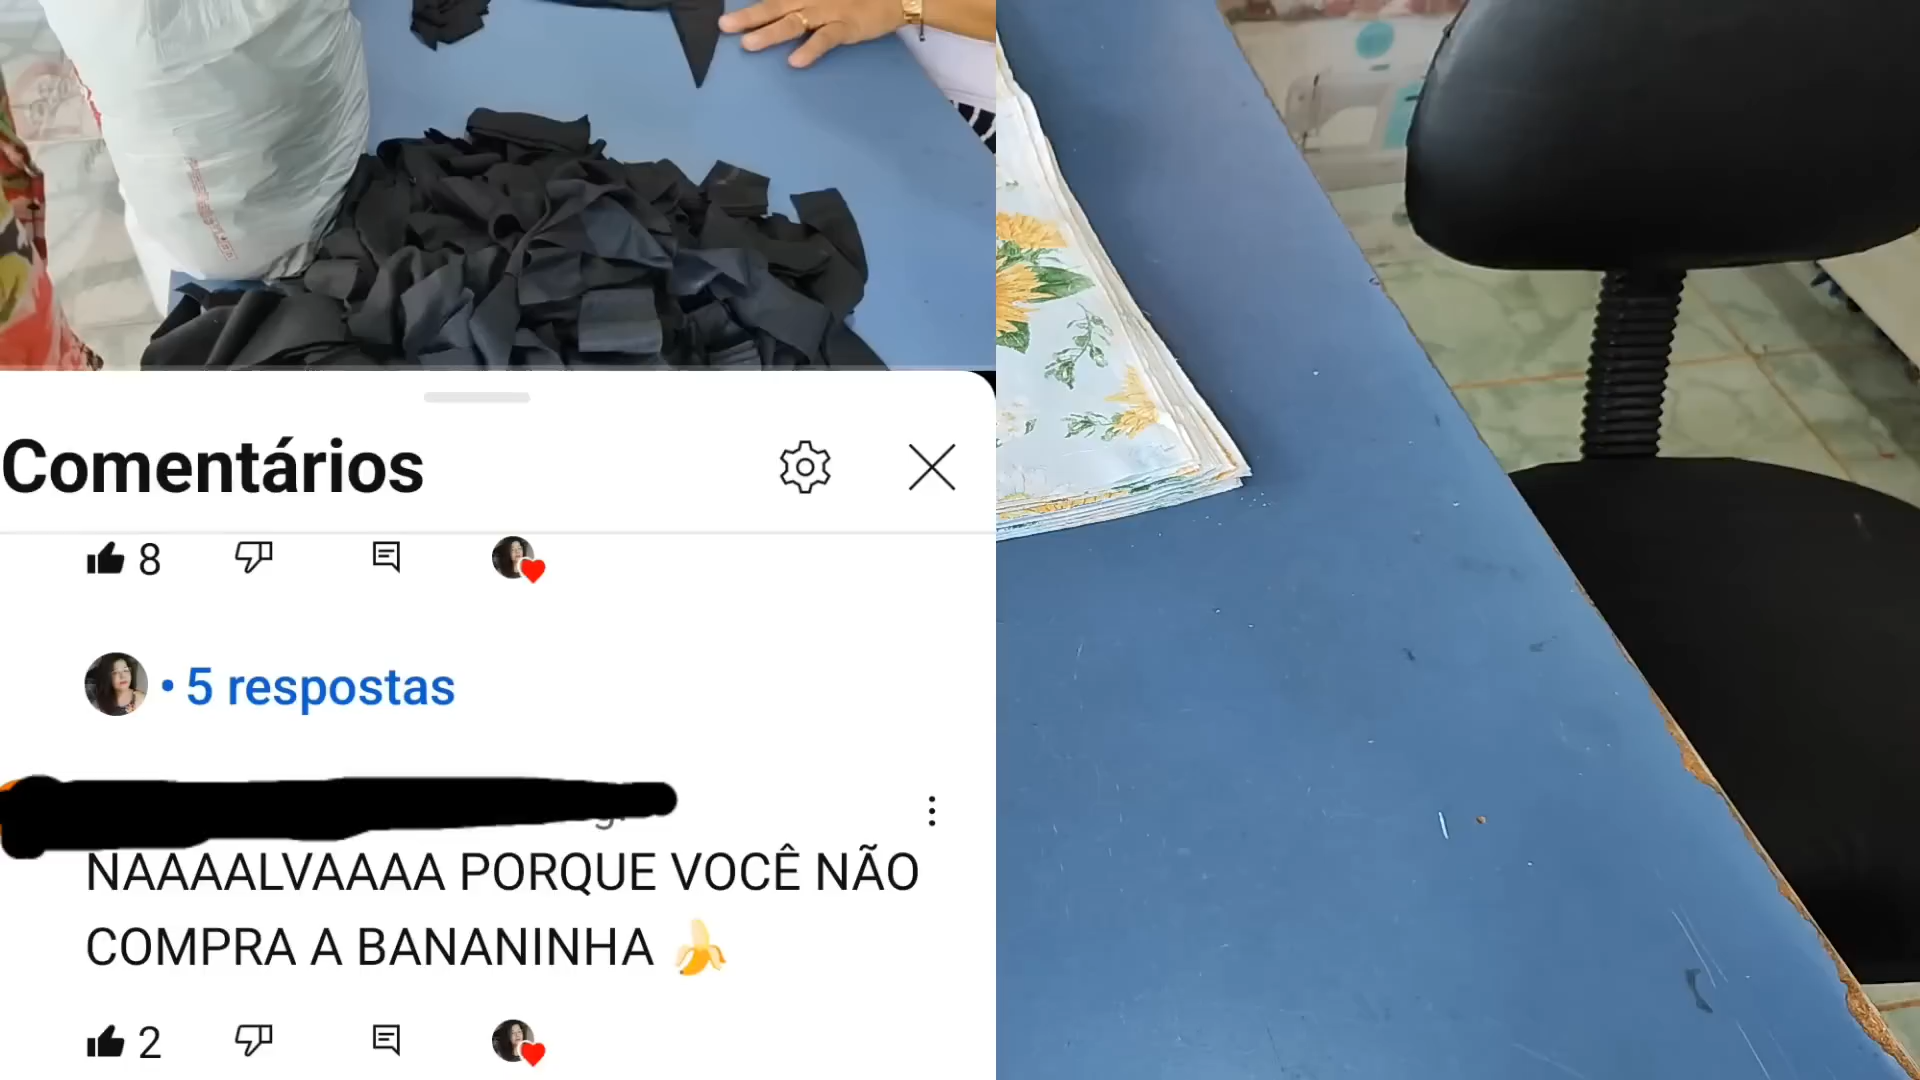 Comentários
8
• 5 respostas
NAAAALVAAAA PORQUE VOCÊ NÃO
COMPRA A BANANINHA 🍌
2